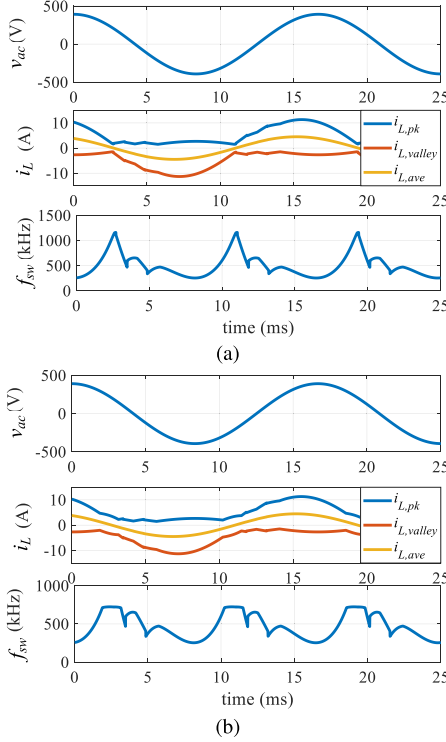 500
0
-500
v_ac (V)
0 5 10 15 20 25
10
0
-10
i_L (A)
i_L,pk
i_L,valley
i_L,ave
0 5 10 15 20 25
1500
1000
500
0
f_sw (kHz)
0 5 10 15 20 25
time (ms)
(a)
500
0
-500
v_ac (V)
0 5 10 15 20 25
10
0
-10
i_L (A)
i_L,pk
i_L,valley
i_L,ave
0 5 10 15 20 25
1000
500
0
f_sw (kHz)
0 5 10 15 20 25
time (ms)
(b)